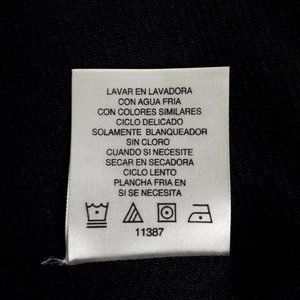 LAVAR EN LAVADORA
CON AGUA FRIA
CON COLORES SIMILARES
CICLO DELICADO
SOLAMENTE BLANQUEADOR
SIN CLORO
CUANDO SI NECESITE
SECAR EN SECADORA
CICLO LENTO
PLANCHA FRIA EN
SI SE NECESITA
11387